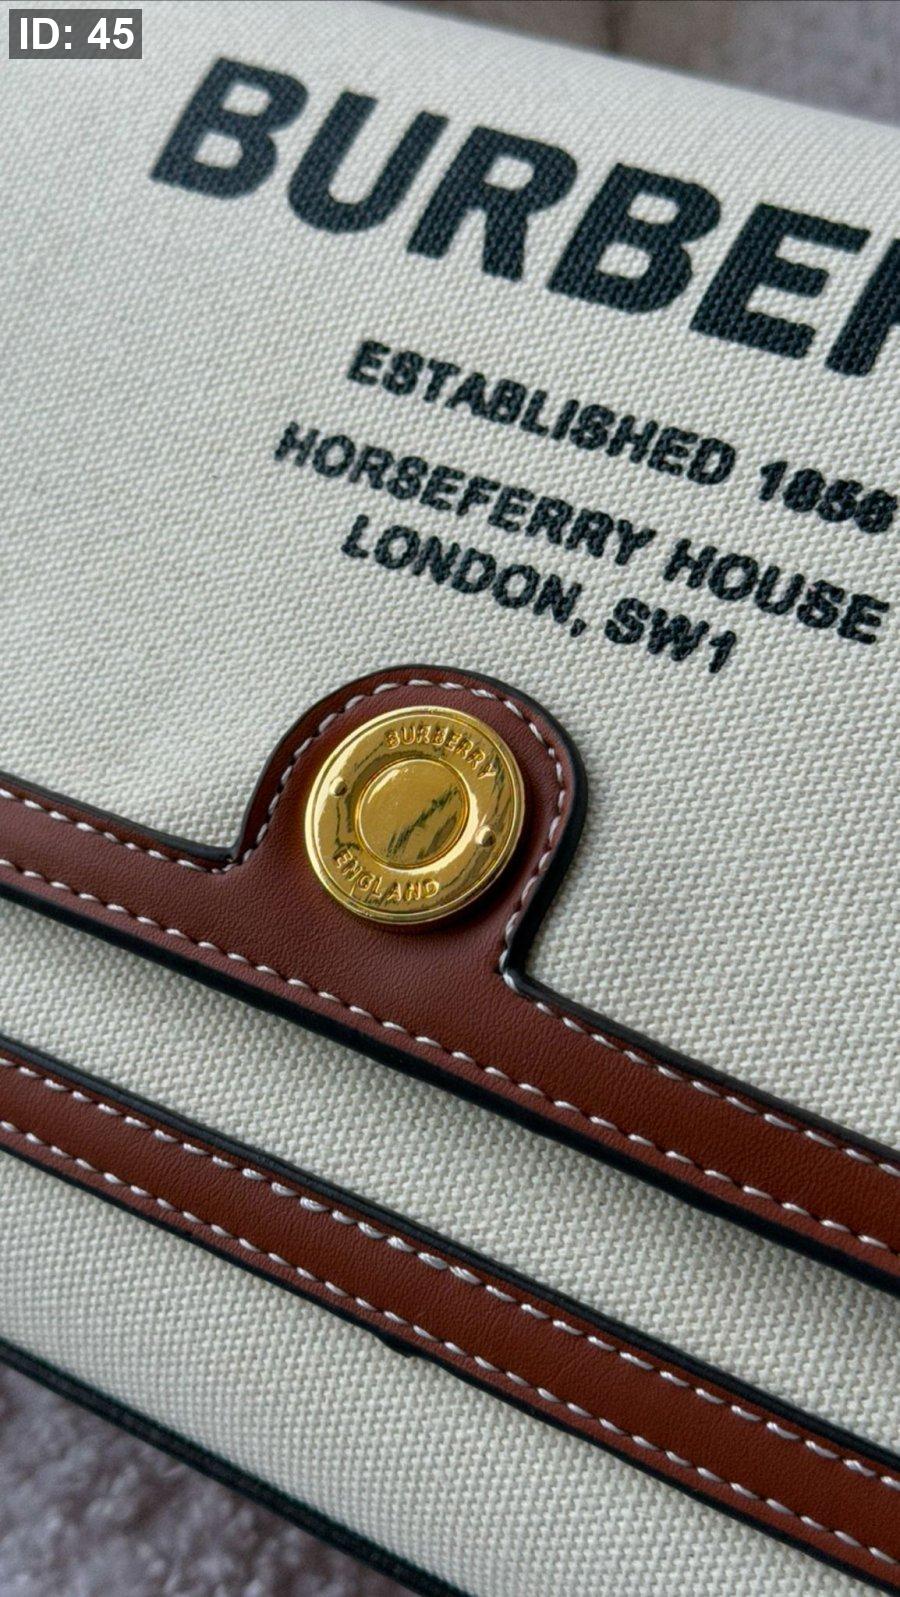 ID: 45
BURBER
ESTABLISHED 1856
HORSEFERRY HOUSE
LONDON, SW1
BURBERRY
ENGLAND